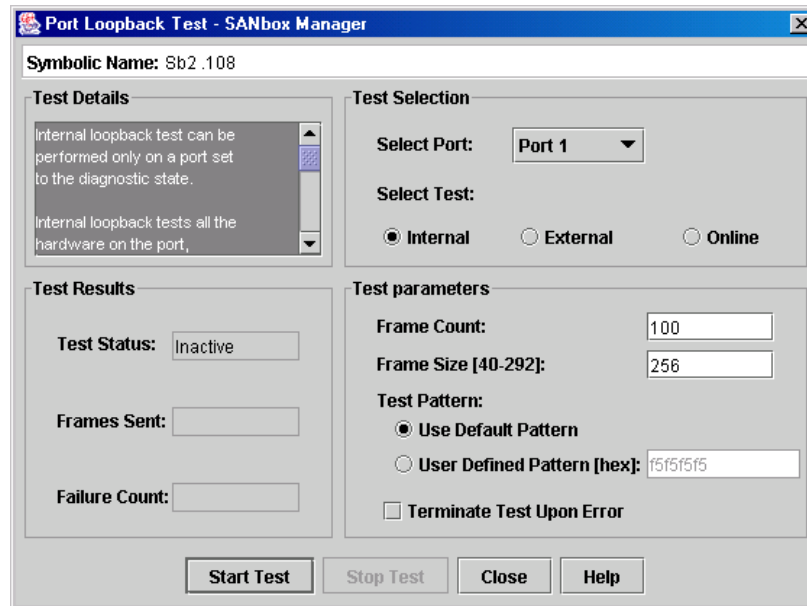 Port Loopback Test - SANbox Manager
Symbolic Name: Sb2 .108
Test Details
Internal loopback test can be
performed only on a port set
to the diagnostic state.
Internal loopback tests all the
hardware on the port,
Test Selection
Select Port: Port 1
Select Test:
Internal External Online
Test Results
Test Status: Inactive
Frames Sent:
Failure Count:
Test parameters
Frame Count: 100
Frame Size [40-292]: 256
Test Pattern:
Use Default Pattern
User Defined Pattern [hex]: f5f5f5f5
Terminate Test Upon Error
Start Test Stop Test Close Help